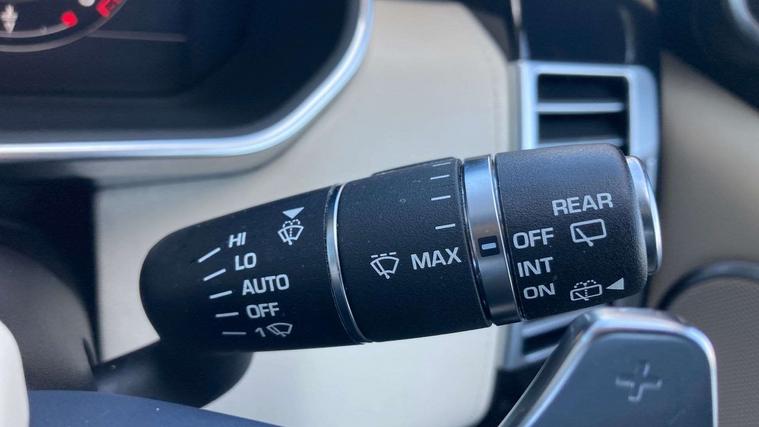 HI
LO
AUTO
OFF
1
MAX
REAR
OFF
INT
ON
+